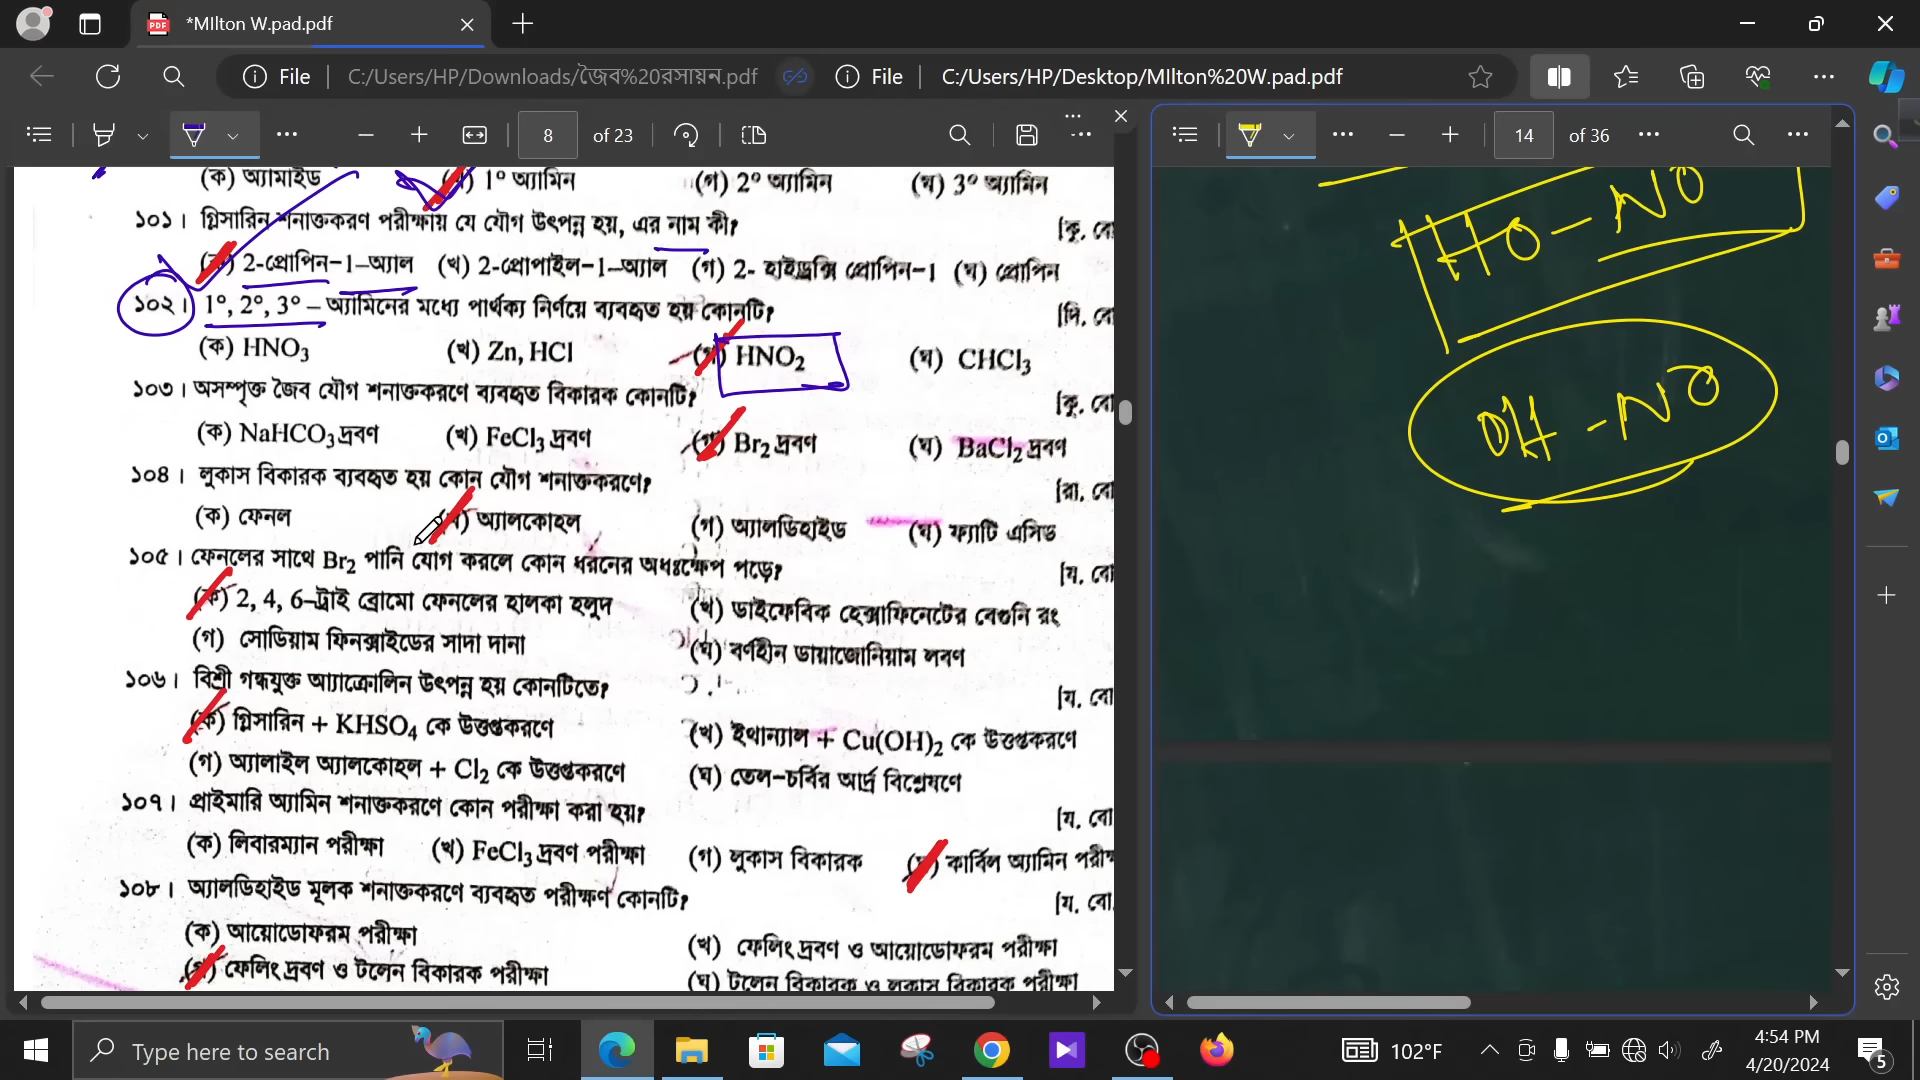 *MIlton W.pad.pdf
File C:/Users/HP/Downloads/জৈব%20রসায়ন.pdf
File C:/Users/HP/Desktop/MIlton%20W.pad.pdf
8 of 23
14 of 36
(ক) অ্যামাইড 1° অ্যামিন (গ) 2° অ্যামিন (ঘ) 3° অ্যামিন
১০১। গ্লিসারিন শনাক্তকরণ পরীক্ষায় যে যৌগ উৎপন্ন হয়, এর নাম কী? [কু. বো
(ক) 2-প্রোপিন-1-অ্যাল (খ) 2-প্রোপাইল-1-অ্যাল (গ) 2- হাইড্রক্সি প্রোপিন-1 (ঘ) প্রোপিন
১০২। 1°, 2°, 3° – অ্যামিনের মধ্যে পার্থক্য নির্ণয়ে ব্যবহৃত হয় কোনটি? [দি. বো
(ক) HNO3 (খ) Zn, HCl (গ) HNO2 (ঘ) CHCl3
১০৩। অসম্পৃক্ত জৈব যৌগ শনাক্তকরণে ব্যবহৃত বিকারক কোনটি? [কু. বো
(ক) NaHCO3 দ্রবণ (খ) FeCl3 দ্রবণ (গ) Br2 দ্রবণ (ঘ) BaCl2 দ্রবণ
১০৪। লুকাস বিকারক ব্যবহৃত হয় কোন যৌগ শনাক্তকরণে? [রা. বো
(ক) ফেনল (খ) অ্যালকোহল (গ) অ্যালডিহাইড (ঘ) ফ্যাটি এসিড
১০৫। ফেনলের সাথে Br2 পানি যোগ করলে কোন ধরনের অধঃক্ষেপ পড়ে? [য. বো
(ক) 2, 4, 6-ট্রাই ব্রোমো ফেনলের হালকা হলুদ (খ) ডাইফেবিক হেক্সাফিনেটের বেগুনি রং
(গ) সোডিয়াম ফিনক্সাইডের সাদা দানা (ঘ) বর্ণহীন ডায়াজোনিয়াম লবণ
১০৬। বিশ্রী গন্ধযুক্ত অ্যাক্রোলিন উৎপন্ন হয় কোনটিতে? [য. বো
(ক) গ্লিসারিন + KHSO4 কে উত্তপ্তকরণে (খ) ইথান্যাল + Cu(OH)2 কে উত্তপ্তকরণে
(গ) অ্যালাইল অ্যালকোহল + Cl2 কে উত্তপ্তকরণে (ঘ) তেল-চর্বির আর্দ্র বিশ্লেষণে
১০৭। প্রাইমারি অ্যামিন শনাক্তকরণে কোন পরীক্ষা করা হয়? [য. বো
(ক) লিবারম্যান পরীক্ষা (খ) FeCl3 দ্রবণ পরীক্ষা (গ) লুকাস বিকারক (ঘ) কার্বিল অ্যামিন পরীক্ষ
১০৮। অ্যালডিহাইড মূলক শনাক্তকরণে ব্যবহৃত পরীক্ষণ কোনটি? [য. বো
(ক) আয়োডোফরম পরীক্ষা (খ) ফেলিং দ্রবণ ও আয়োডোফরম পরীক্ষা
(গ) ফেলিং দ্রবণ ও টলেন বিকারক পরীক্ষা (ঘ) টলেন বিকারক ও লুকাস বিকারক পরীক্ষা
HO – NO
OH – NO
Type here to search
102°F
4:54 PM
4/20/2024
5